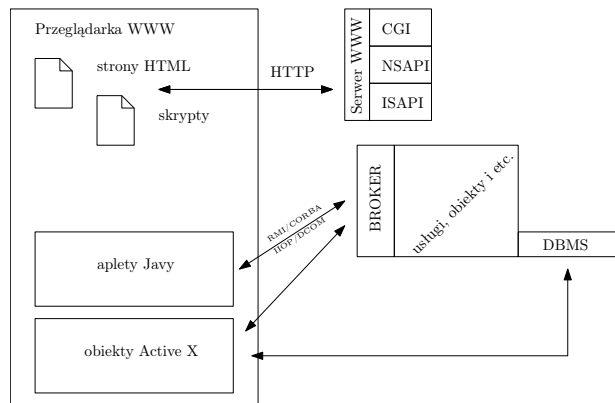 Przeglądarka WWW
strony HTML
skrypty
HTTP
Serwer WWW
CGI
NSAPI
ISAPI
BROKER
usługi, obiekty i etc.
DBMS
RMI/CORBA
IIOP/DCOM
aplety Javy
obiekty Active X